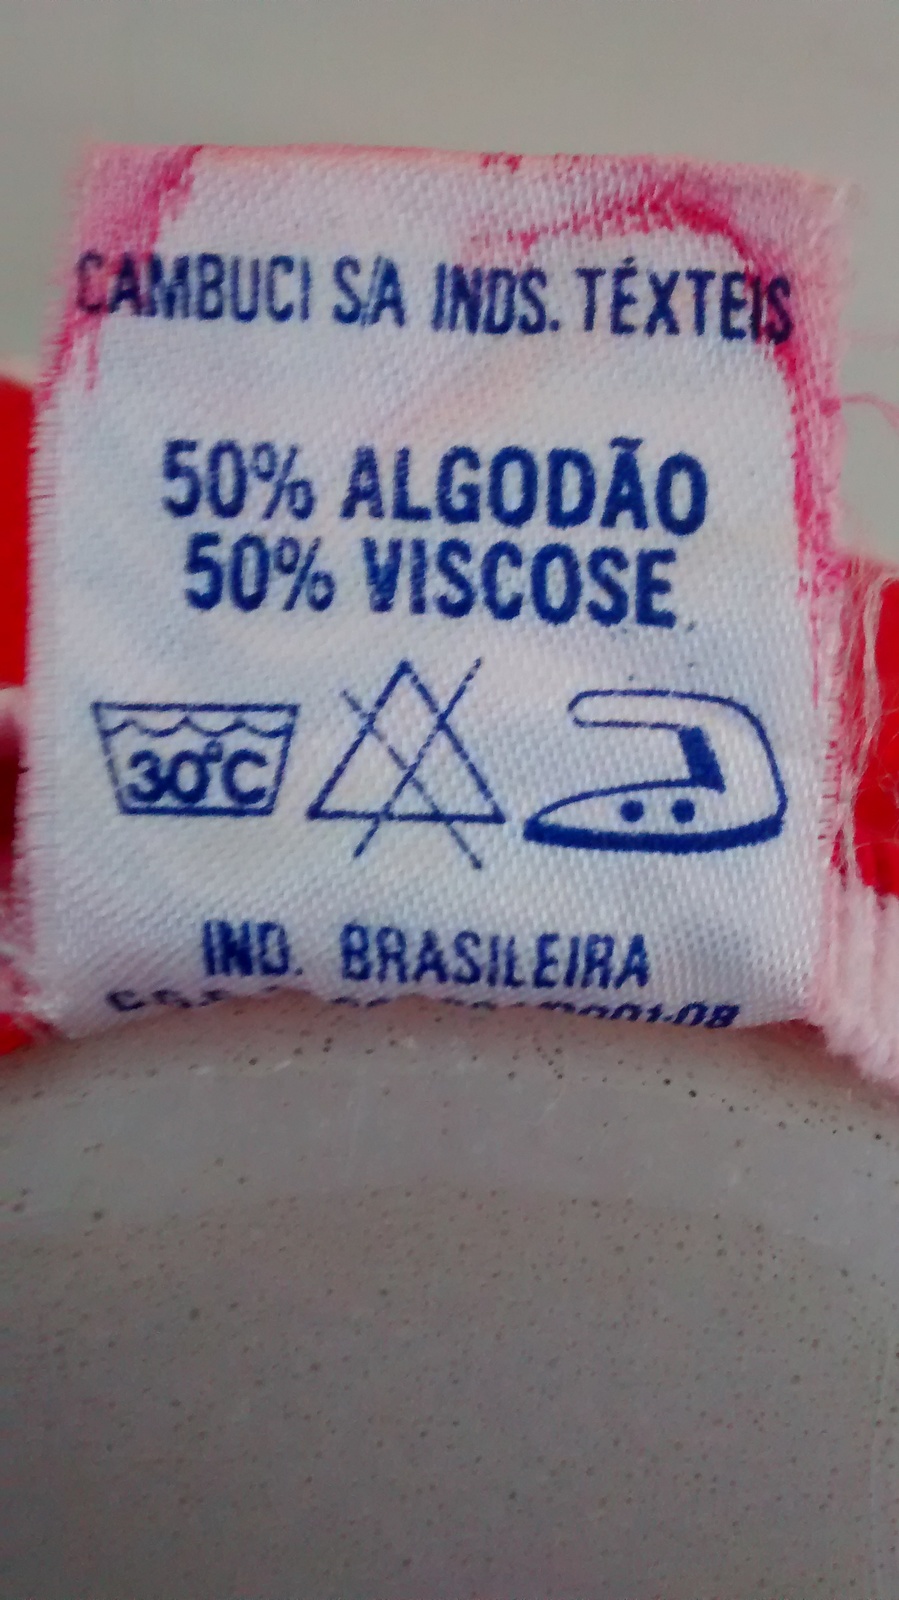 CAMBUCI S/A INDS. TÊXTEIS
50% ALGODÃO
50% VISCOSE
30°C
IND. BRASILEIRA